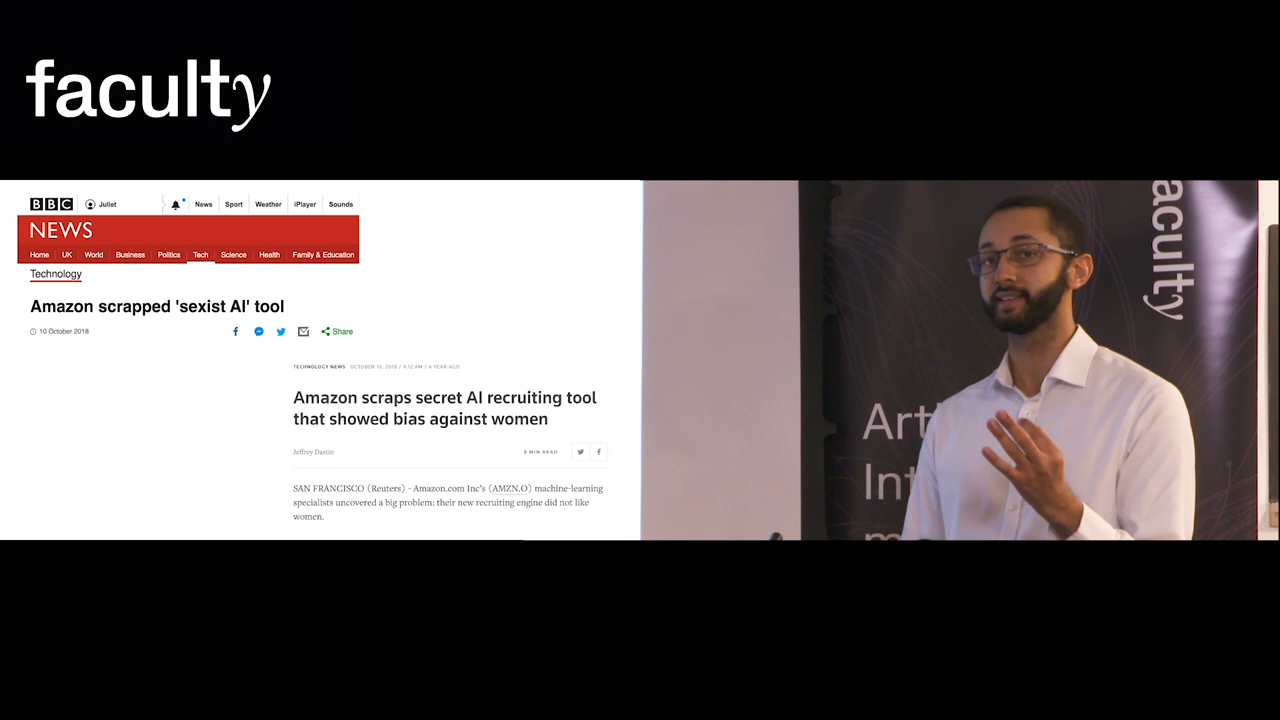 faculty
BBC Juliet News Sport Weather iPlayer Sounds
NEWS
Home UK World Business Politics Tech Science Health Family & Education
Technology
Amazon scrapped 'sexist AI' tool
10 October 2018 Share
TECHNOLOGY NEWS OCTOBER 10, 2018 / 4:12 AM / A YEAR AGO
Amazon scraps secret AI recruiting tool
that showed bias against women
Jeffrey Dastin 6 MIN READ
SAN FRANCISCO (Reuters) - Amazon.com Inc's (AMZN.O) machine-learning
specialists uncovered a big problem: their new recruiting engine did not like
women.
aculty
Art
Int
m